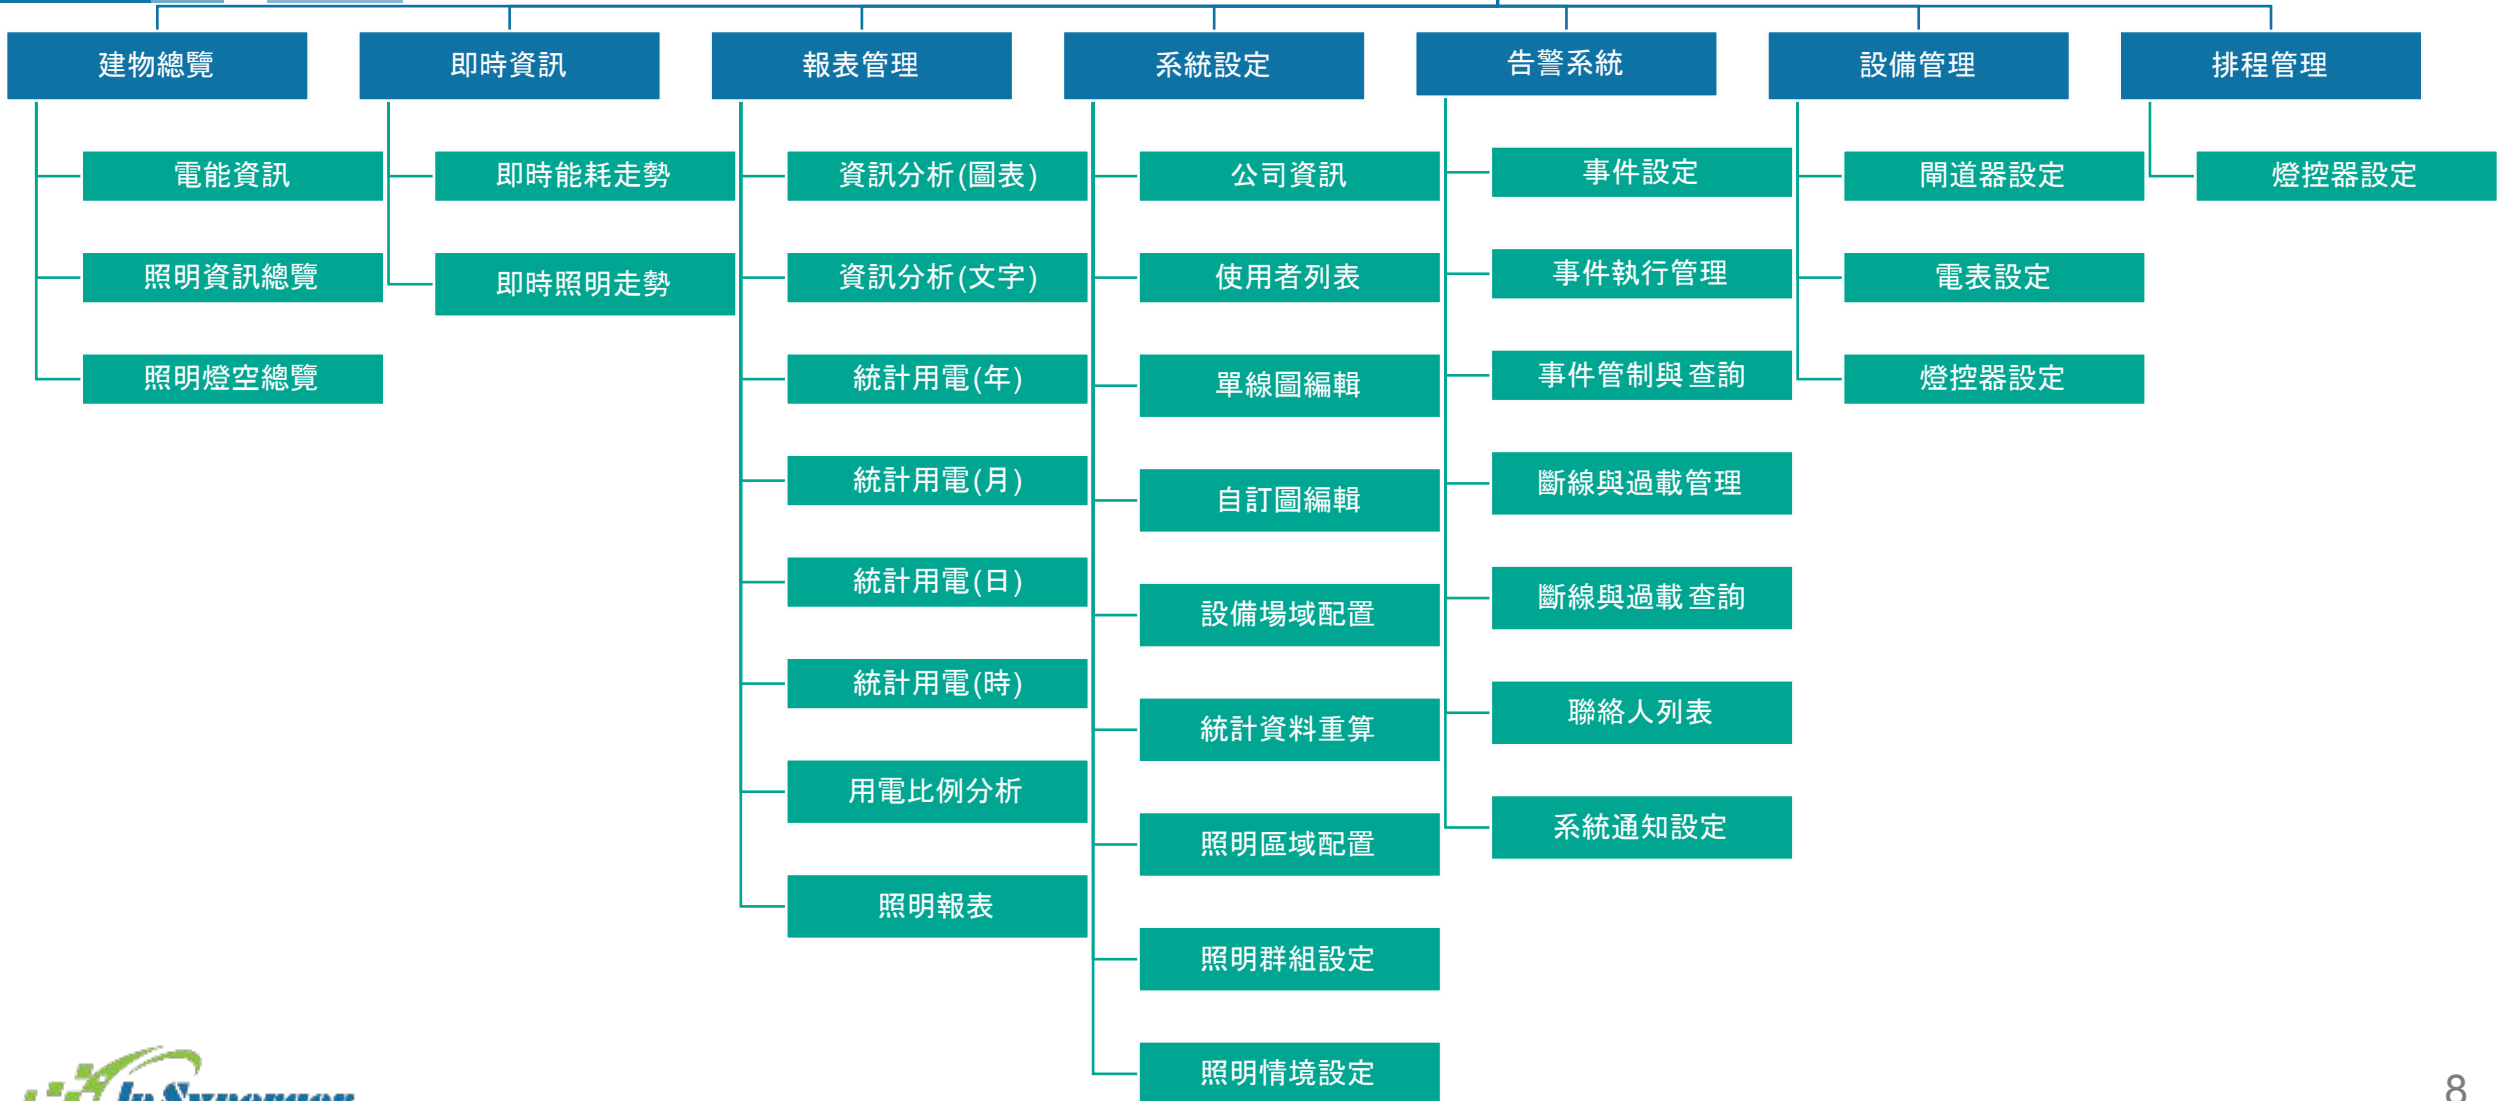 建物總覽
電能資訊
照明資訊總覽
照明燈空總覽
即時資訊
即時能耗走勢
即時照明走勢
報表管理
資訊分析(圖表)
資訊分析(文字)
統計用電(年)
統計用電(月)
統計用電(日)
統計用電(時)
用電比例分析
照明報表
系統設定
公司資訊
使用者列表
單線圖編輯
自訂圖編輯
設備場域配置
統計資料重算
照明區域配置
照明群組設定
照明情境設定
告警系統
事件設定
事件執行管理
事件管制與查詢
斷線與過載管理
斷線與過載查詢
聯絡人列表
系統通知設定
設備管理
閘道器設定
電表設定
燈控器設定
排程管理
燈控器設定
8